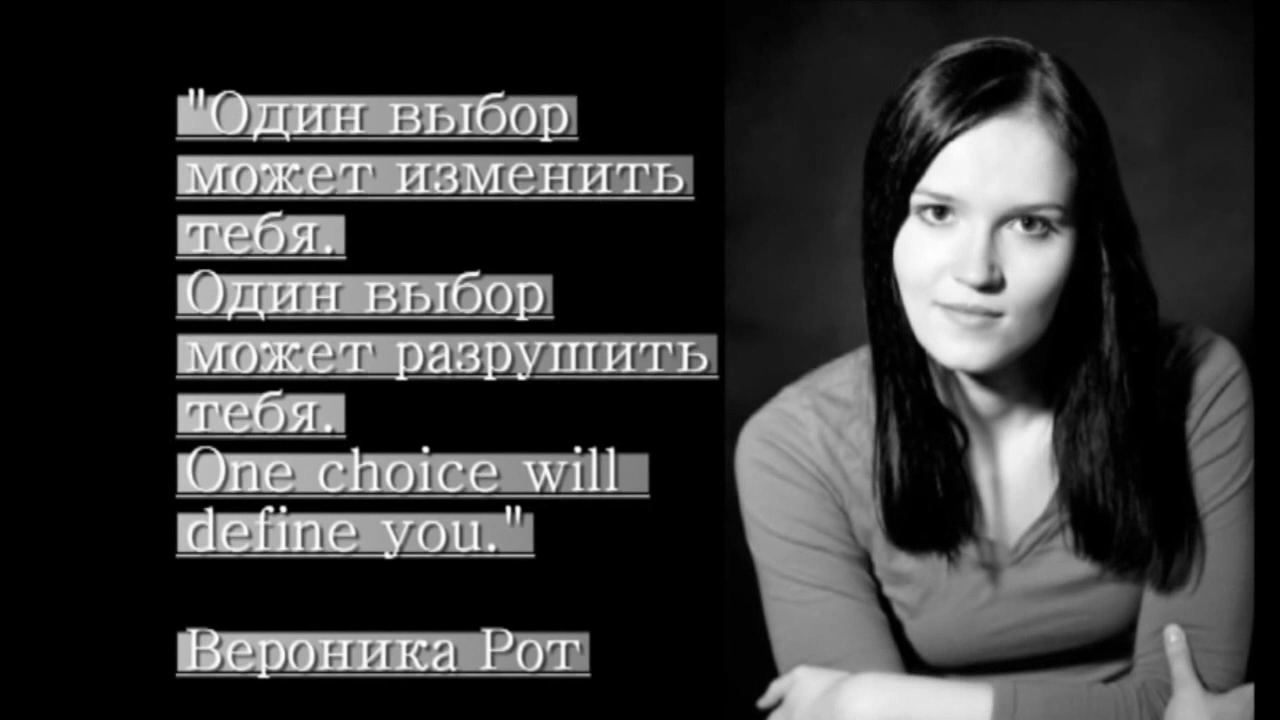 "Один выбор
может изменить
тебя.
Один выбор
может разрушить
тебя.
One choice will
define you."
Вероника Рот